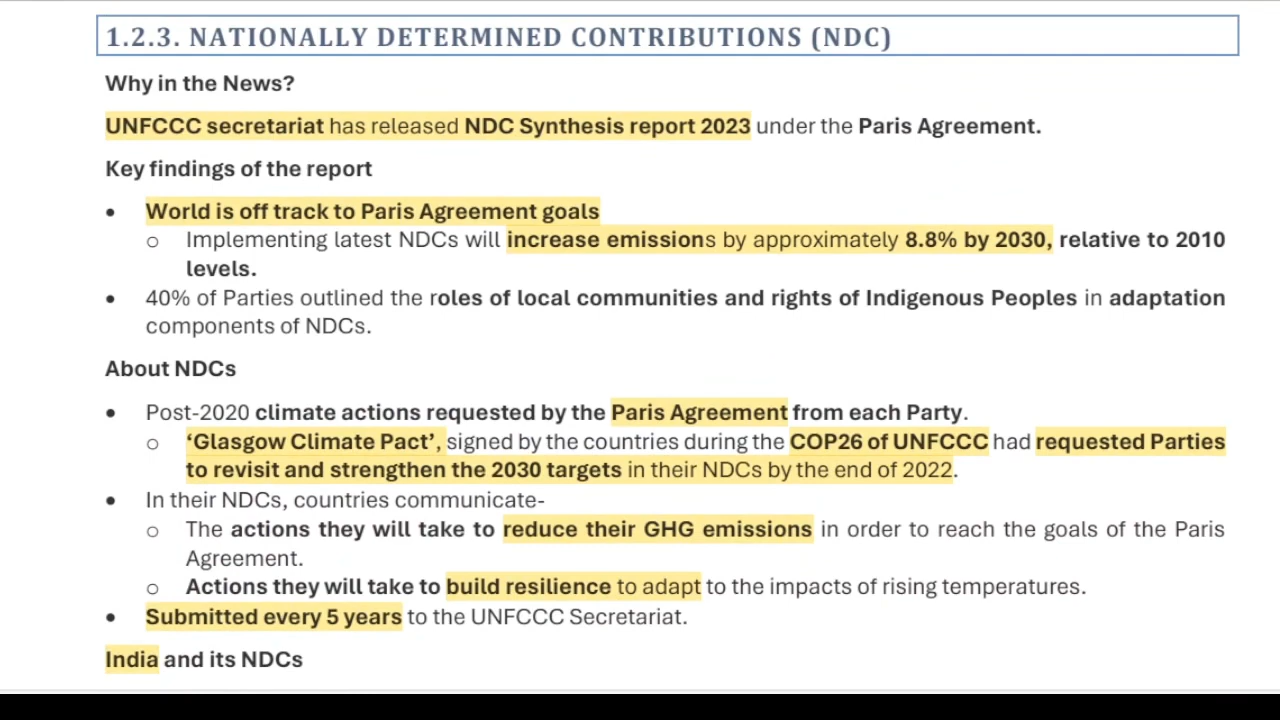 1.2.3. NATIONALLY DETERMINED CONTRIBUTIONS (NDC)
Why in the News?
UNFCCC secretariat has released NDC Synthesis report 2023 under the Paris Agreement.
Key findings of the report
• World is off track to Paris Agreement goals
o Implementing latest NDCs will increase emissions by approximately 8.8% by 2030, relative to 2010
levels.
• 40% of Parties outlined the roles of local communities and rights of Indigenous Peoples in adaptation
components of NDCs.
About NDCs
• Post-2020 climate actions requested by the Paris Agreement from each Party.
o ‘Glasgow Climate Pact’, signed by the countries during the COP26 of UNFCCC had requested Parties
to revisit and strengthen the 2030 targets in their NDCs by the end of 2022.
• In their NDCs, countries communicate-
o The actions they will take to reduce their GHG emissions in order to reach the goals of the Paris
Agreement.
o Actions they will take to build resilience to adapt to the impacts of rising temperatures.
• Submitted every 5 years to the UNFCCC Secretariat.
India and its NDCs